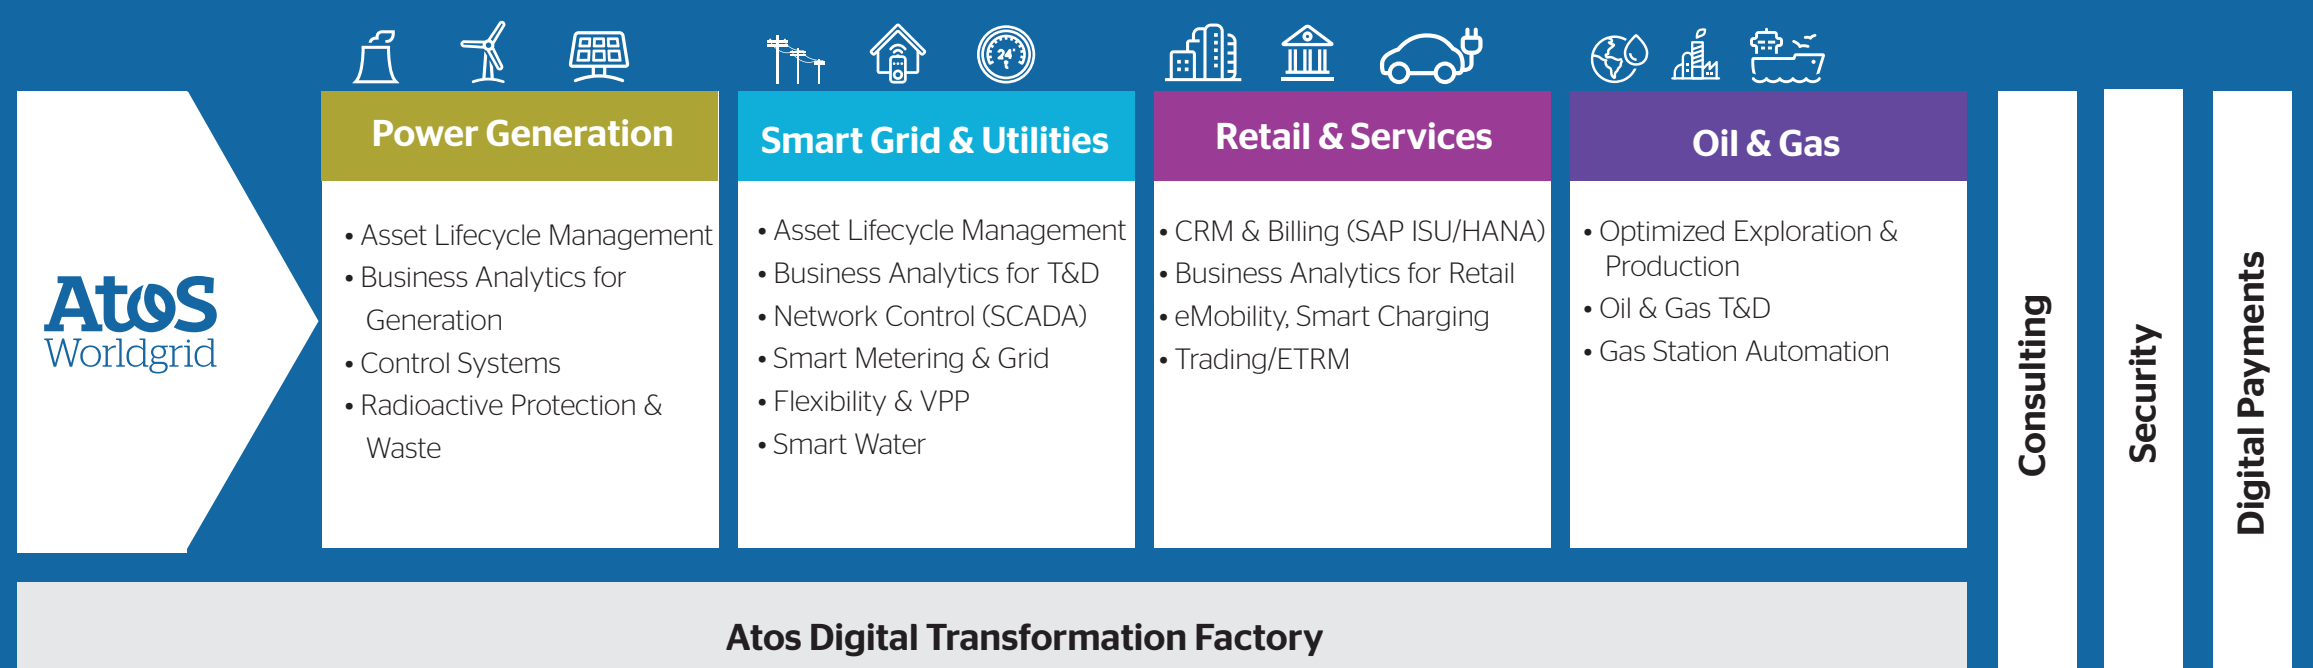 Atos
Worldgrid
Power Generation
• Asset Lifecycle Management
• Business Analytics for
Generation
• Control Systems
• Radioactive Protection &
Waste
24
Smart Grid & Utilities
• Asset Lifecycle Management
• Business Analytics for T&D
• Network Control (SCADA)
• Smart Metering & Grid
• Flexibility & VPP
• Smart Water
Retail & Services
• CRM & Billing (SAP ISU/HANA)
• Business Analytics for Retail
• eMobility, Smart Charging
• Trading/ETRM
Oil & Gas
• Optimized Exploration &
Production
• Oil & Gas T&D
• Gas Station Automation
Consulting
Security
Digital Payments
Atos Digital Transformation Factory